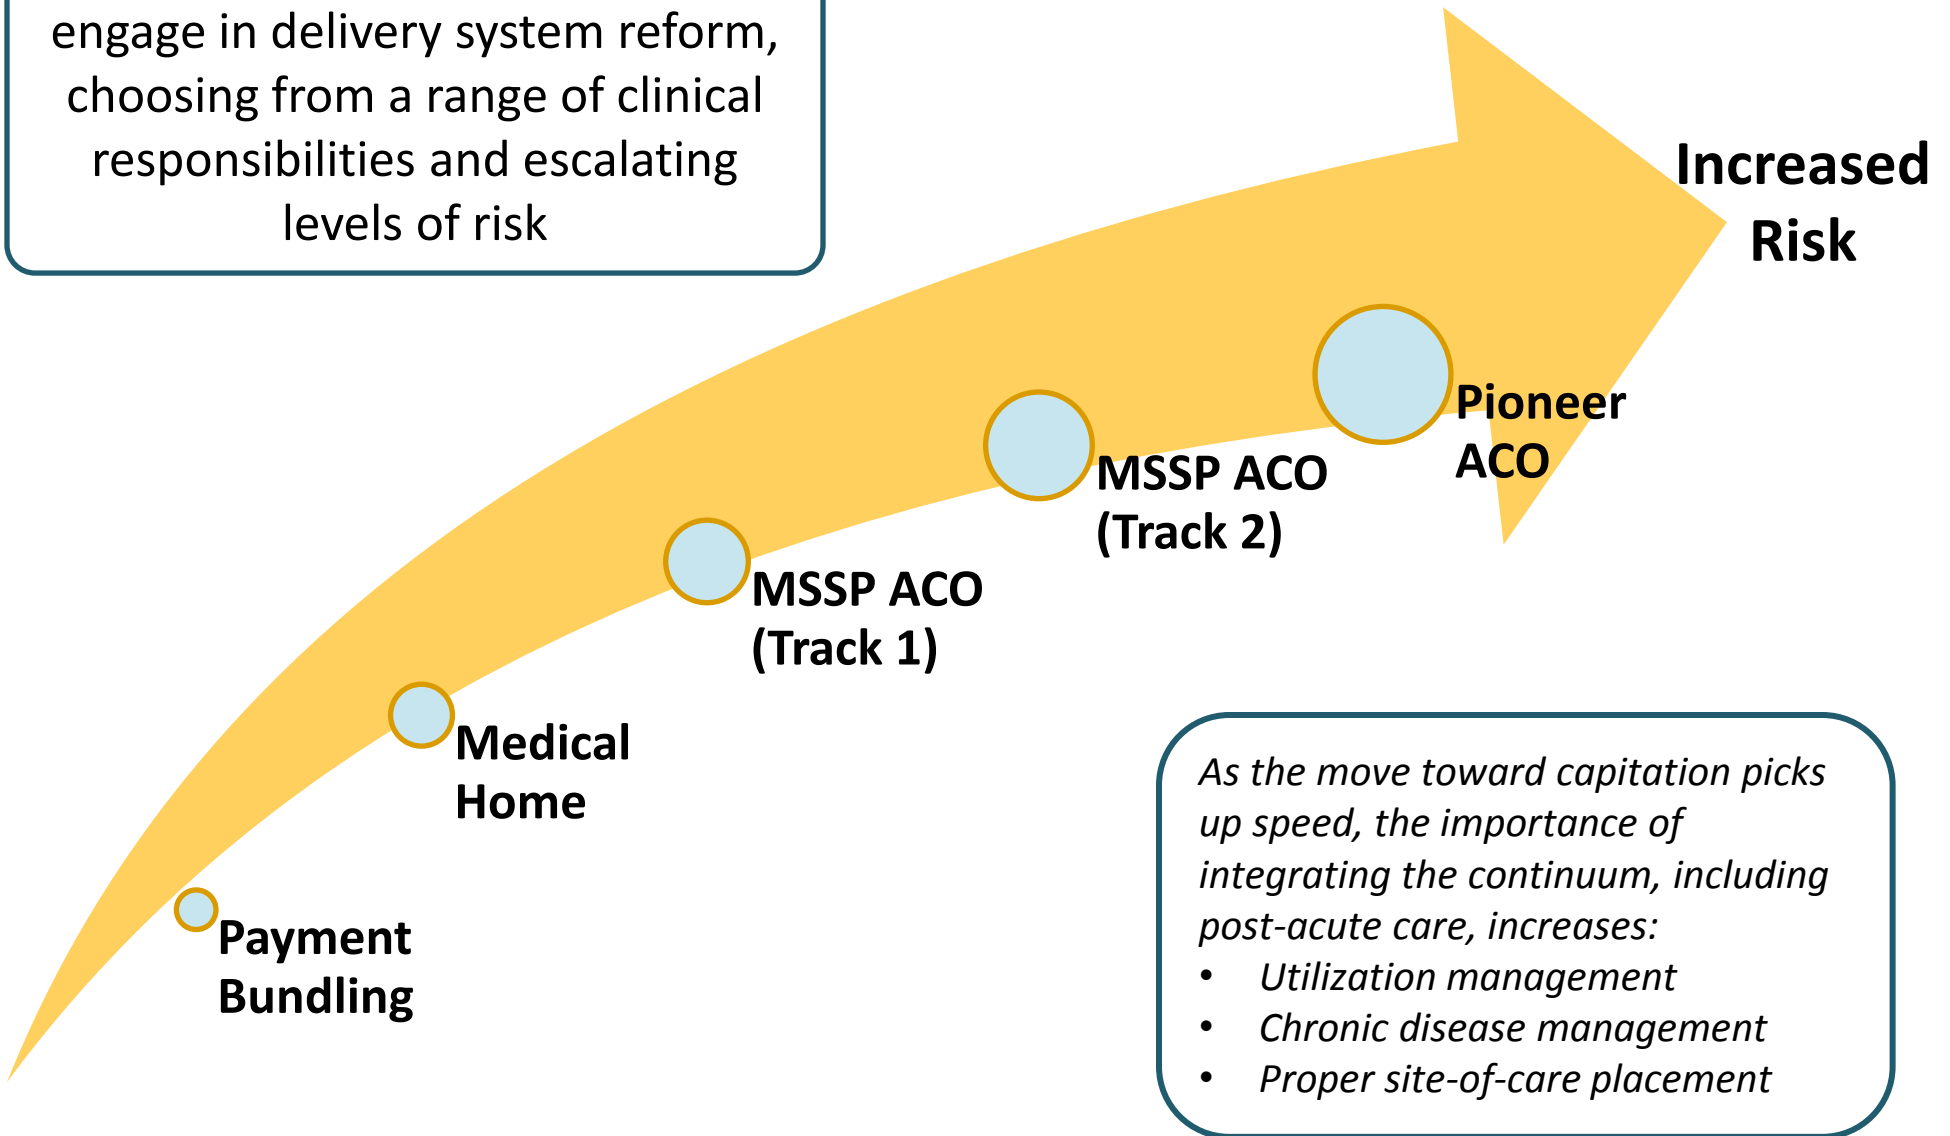 engage in delivery system reform,
choosing from a range of clinical
responsibilities and escalating
levels of risk
Increased
Risk
Pioneer
ACO
MSSP ACO
(Track 2)
MSSP ACO
(Track 1)
Medical
Home
Payment
Bundling
As the move toward capitation picks
up speed, the importance of
integrating the continuum, including
post-acute care, increases:
• Utilization management
• Chronic disease management
• Proper site-of-care placement